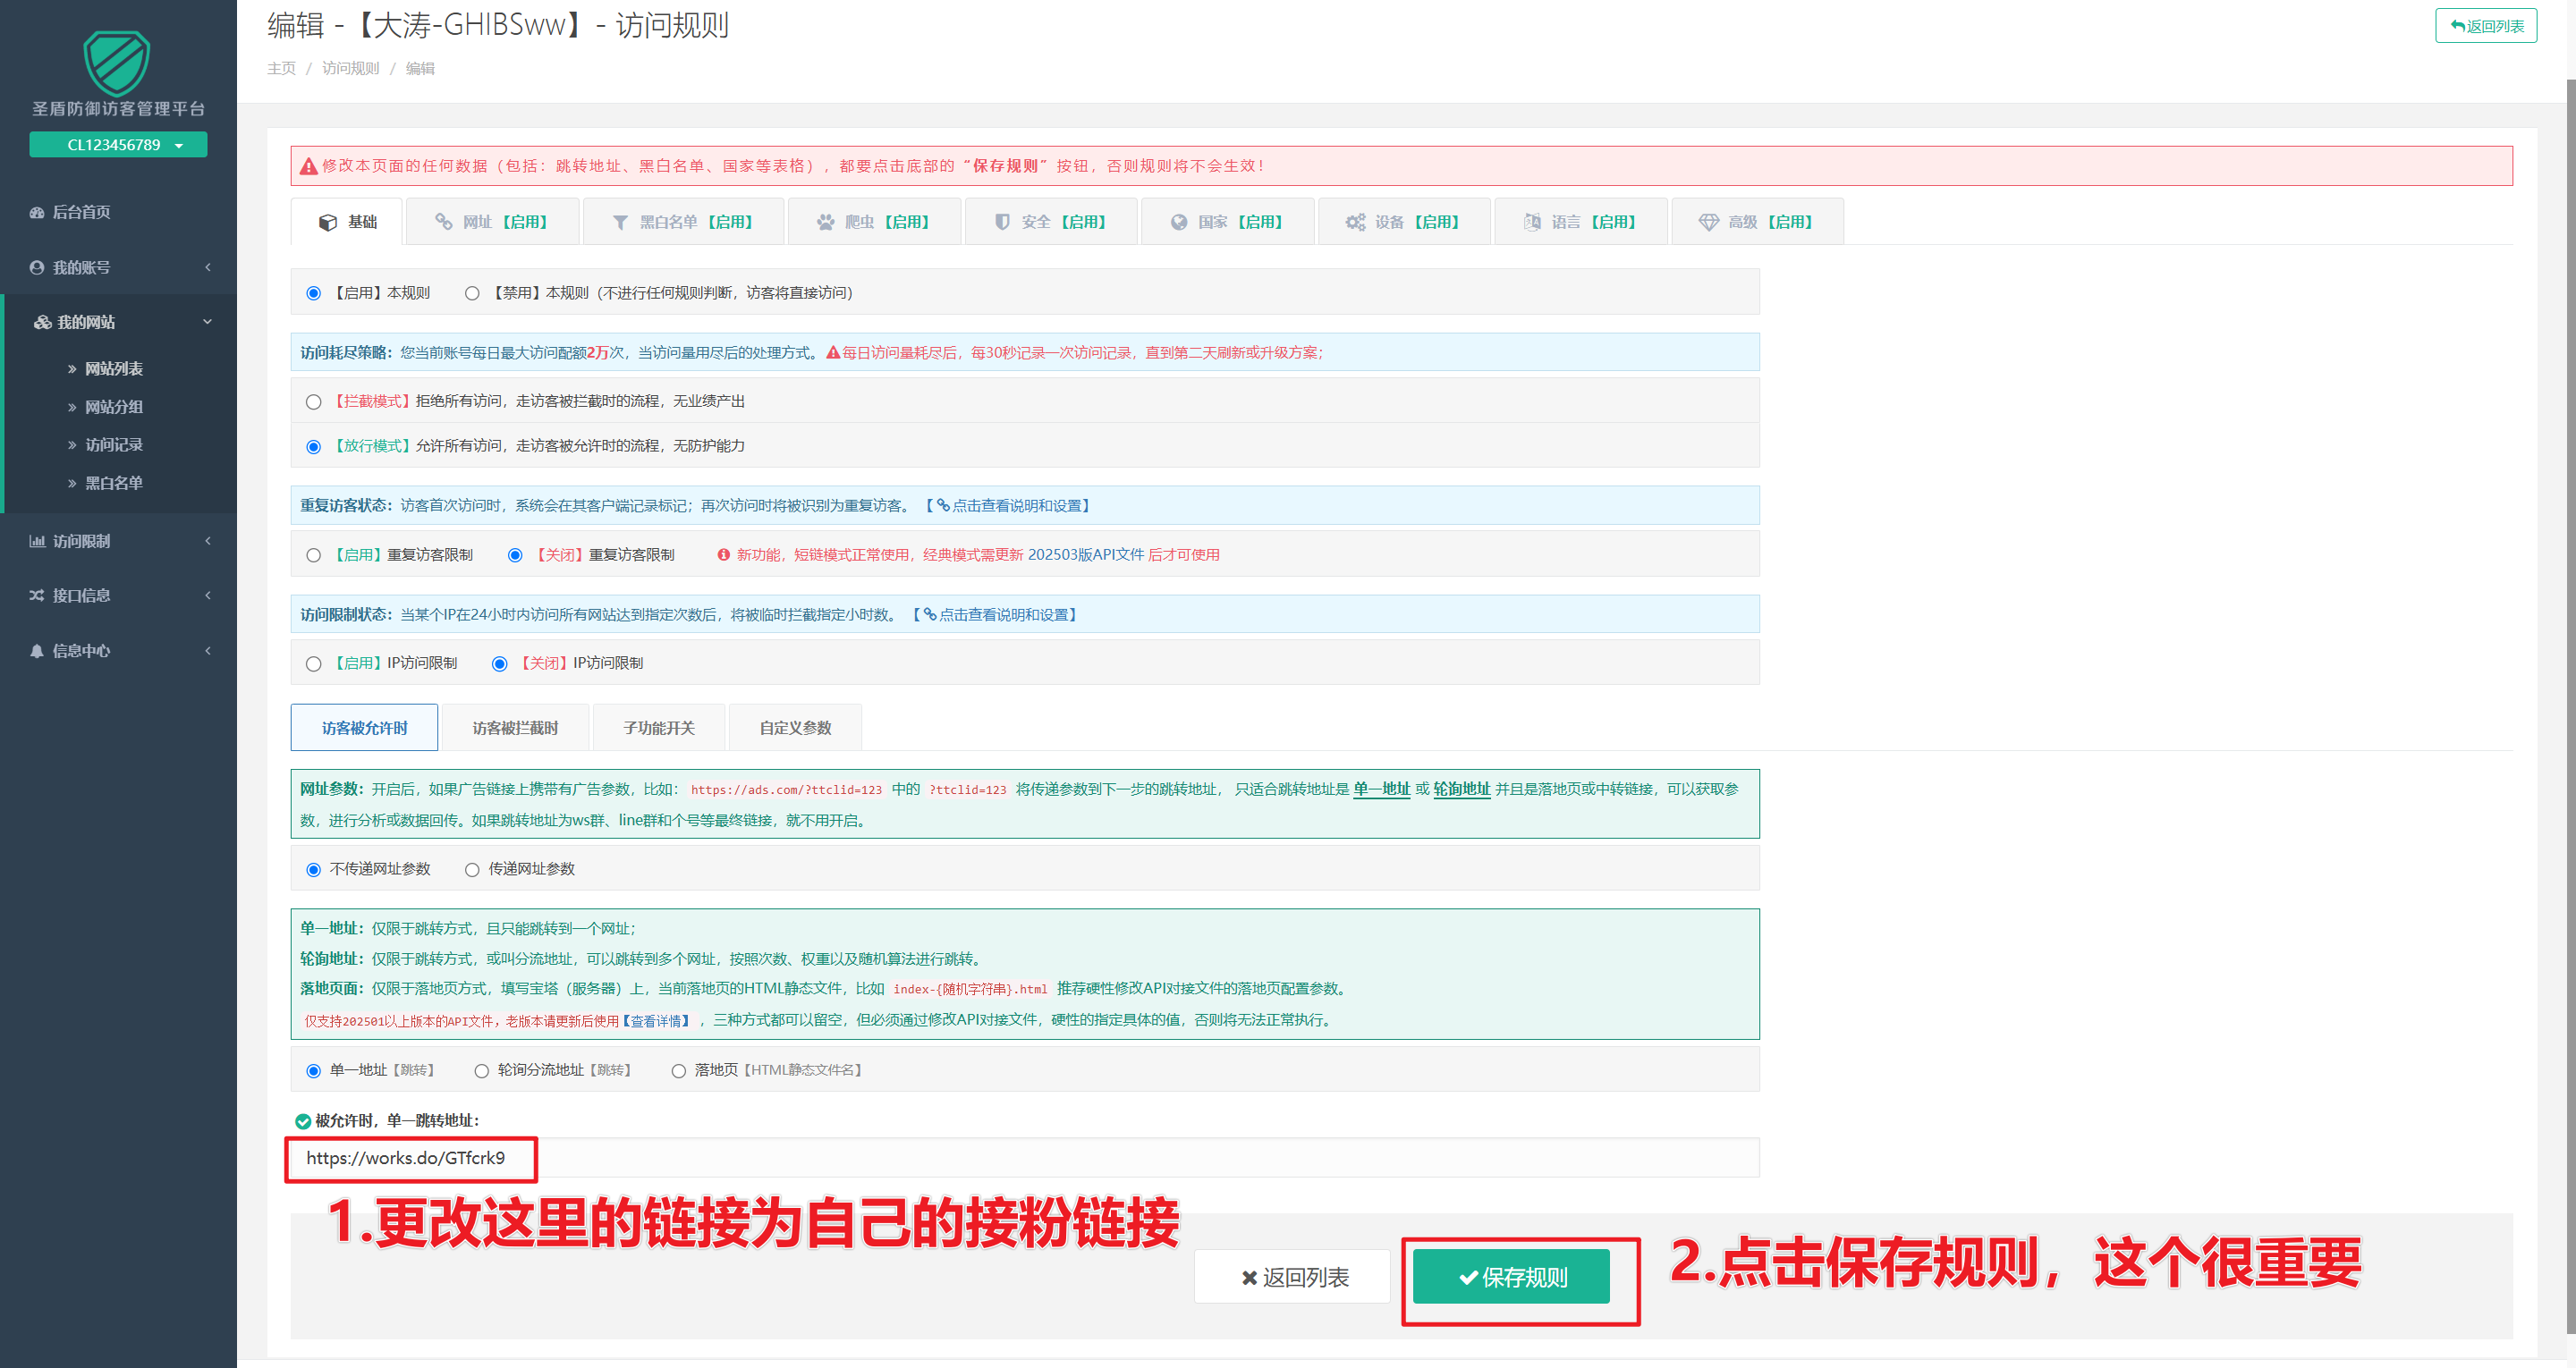 圣盾防御访客管理平台
CL123456789
后台首页
我的账号
我的网站
网站列表
网站分组
访问记录
黑白名单
访问限制
接口信息
信息中心
编辑 -【大涛-GHIBSww】- 访问规则
返回列表
主页 / 访问规则 / 编辑
修改本页面的任何数据（包括：跳转地址、黑白名单、国家等表格），都要点击底部的“保存规则”按钮，否则规则将不会生效！
基础 网址【启用】 黑白名单【启用】 爬虫【启用】 安全【启用】 国家【启用】 设备【启用】 语言【启用】 高级【启用】
【启用】本规则 【禁用】本规则（不进行任何规则判断，访客将直接访问）
访问耗尽策略：您当前账号每日最大访问配额2万次，当访问量用尽后的处理方式。每日访问量耗尽后，每30秒记录一次访问记录，直到第二天刷新或升级方案；
【拦截模式】拒绝所有访问，走访客被拦截时的流程，无业绩产出
【放行模式】允许所有访问，走访客被允许时的流程，无防护能力
重复访客状态：访客首次访问时，系统会在其客户端记录标记；再次访问时将被识别为重复访客。【点击查看说明和设置】
【启用】重复访客限制 【关闭】重复访客限制 新功能，短链模式正常使用，经典模式需更新 202503版API文件 后才可使用
访问限制状态：当某个IP在24小时内访问所有网站达到指定次数后，将被临时拦截指定小时数。【点击查看说明和设置】
【启用】IP访问限制 【关闭】IP访问限制
访客被允许时 访客被拦截时 子功能开关 自定义参数
网址参数：开启后，如果广告链接上携带有广告参数，比如： https://ads.com/?ttclid=123 中的 ?ttclid=123 将传递参数到下一步的跳转地址， 只适合跳转地址是 单一地址 或 轮询地址 并且是落地页或中转链接，可以获取参
数，进行分析或数据回传。如果跳转地址为ws群、line群和个号等最终链接，就不用开启。
不传递网址参数 传递网址参数
单一地址：仅限于跳转方式，且只能跳转到一个网址；
轮询地址：仅限于跳转方式，或叫分流地址，可以跳转到多个网址，按照次数、权重以及随机算法进行跳转。
落地页面：仅限于落地页方式，填写宝塔（服务器）上，当前落地页的HTML静态文件，比如 index-{随机字符串}.html 推荐硬性修改API对接文件的落地页配置参数。
仅支持202501以上版本的API文件，老版本请更新后使用【查看详情】 ，三种方式都可以留空，但必须通过修改API对接文件，硬性的指定具体的值，否则将无法正常执行。
单一地址【跳转】 轮询分流地址【跳转】 落地页【HTML静态文件名】
被允许时，单一跳转地址：
https://works.do/GTfcrk9
1.更改这里的链接为自己的接粉链接
返回列表 保存规则
2.点击保存规则，这个很重要